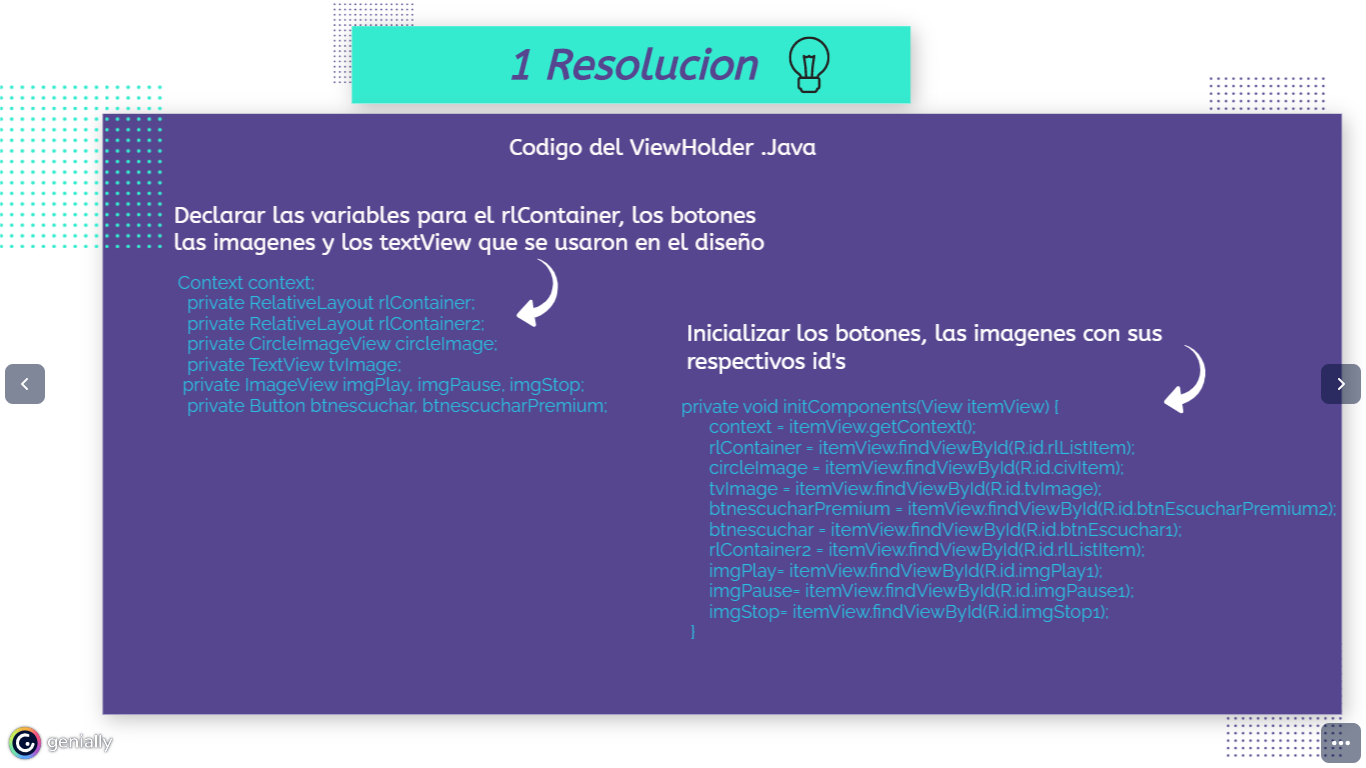 1 Resolucion
Codigo del ViewHolder .Java
Declarar las variables para el rlContainer, los botones
las imagenes y los textView que se usaron en el diseño
Context context;
private RelativeLayout rlContainer;
private RelativeLayout rlContainer2;
private CircleImageView circleImage;
private TextView tvImage;
private ImageView imgPlay, imgPause, imgStop;
private Button btnescuchar, btnescucharPremium;
Inicializar los botones, las imagenes con sus
respectivos id's
private void initComponents(View itemView) {
context = itemView.getContext();
rlContainer = itemView.findViewById(R.id.rlListItem);
circleImage = itemView.findViewById(R.id.civItem);
tvImage = itemView.findViewById(R.id.tvImage);
btnescucharPremium = itemView.findViewById(R.id.btnEscucharPremium2);
btnescuchar = itemView.findViewById(R.id.btnEscuchar1);
rlContainer2 = itemView.findViewById(R.id.rlListItem);
imgPlay= itemView.findViewById(R.id.imgPlay1);
imgPause= itemView.findViewById(R.id.imgPause1);
imgStop= itemView.findViewById(R.id.imgStop1);
}
genially